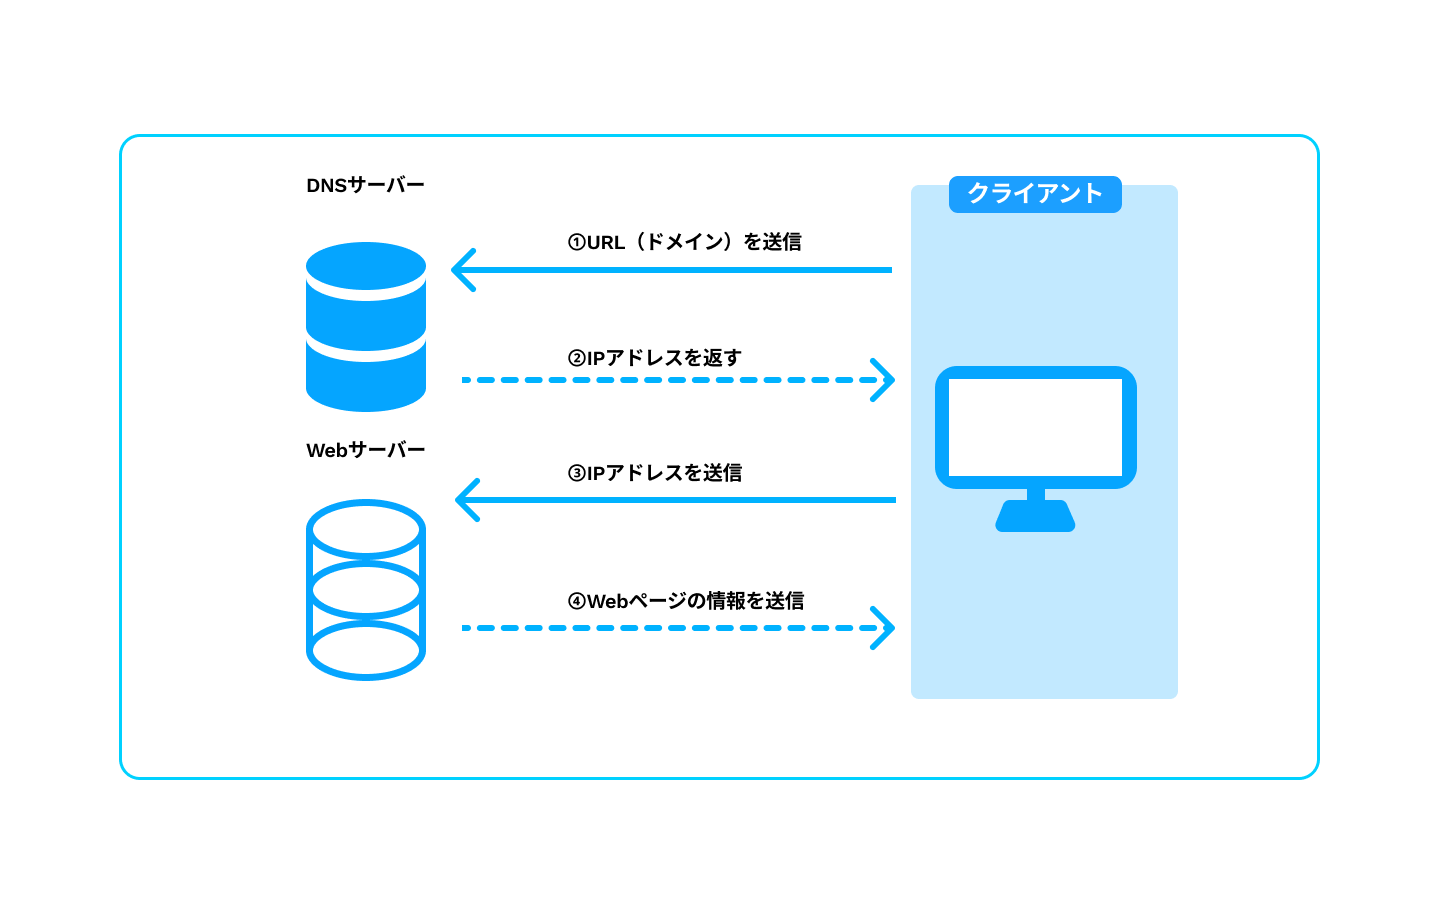 DNSサーバー
クライアント
①URL（ドメイン）を送信
②IPアドレスを返す
Webサーバー
③IPアドレスを送信
④Webページの情報を送信